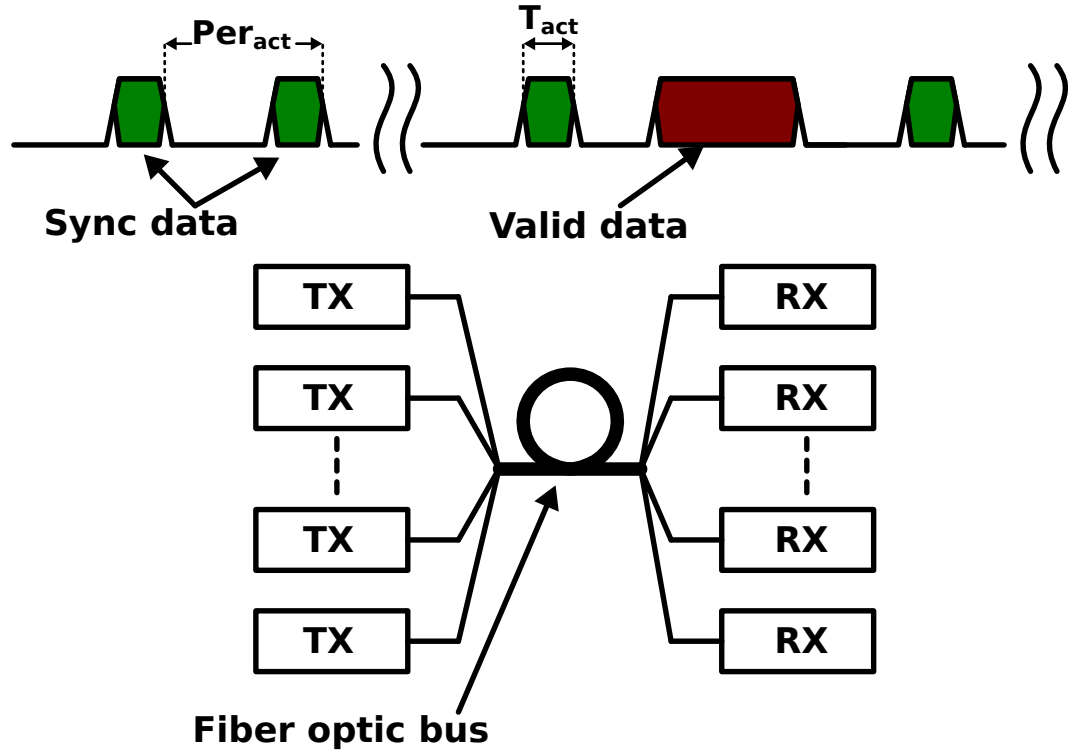 Per_act
T_act
Sync data
Valid data
TX
RX
TX
RX
TX
RX
TX
RX
Fiber optic bus